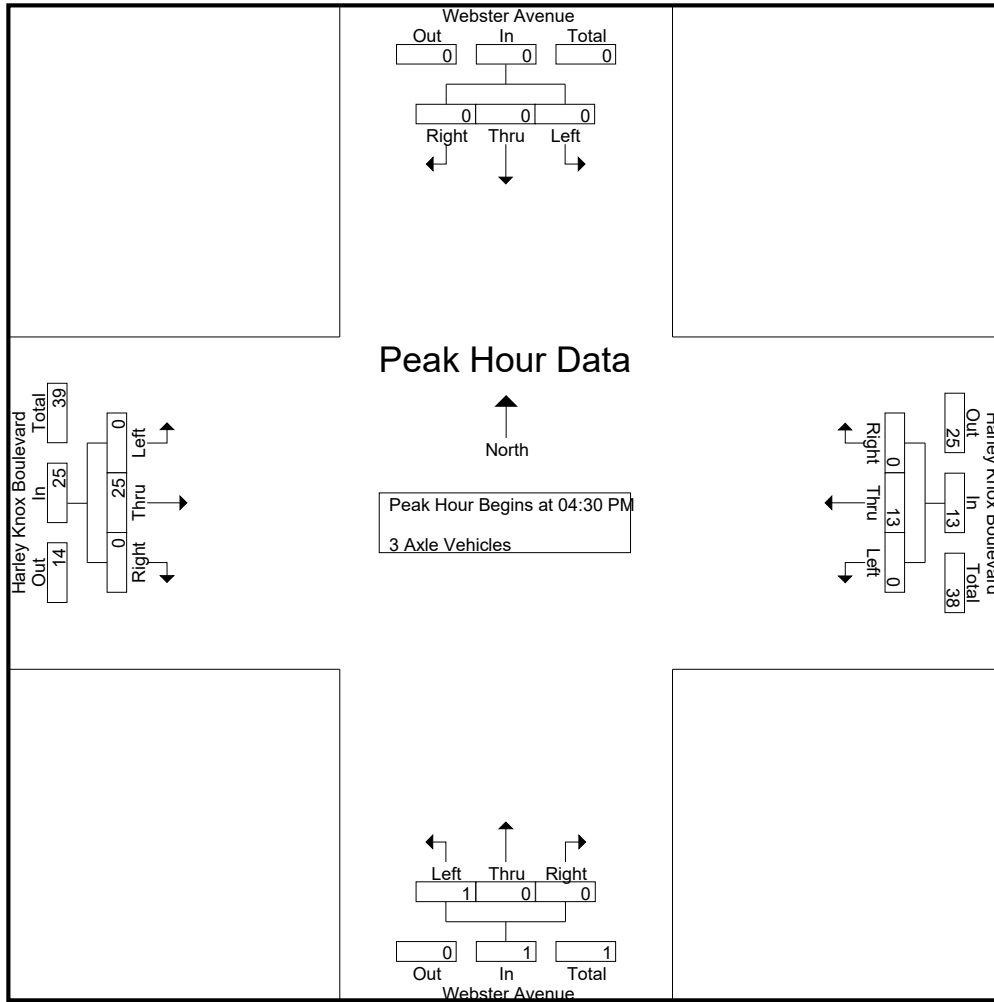 Webster Avenue
Out In Total
0 0 0
0 0 0
Right Thru Left
Peak Hour Data
North
Peak Hour Begins at 04:30 PM
3 Axle Vehicles
Harley Knox Boulevard
Total In Out
39 25 14
0 25 0
Left Thru Right
Harley Knox Boulevard
Out In Total
25 13 38
0 13 0
Right Thru Left
Left Thru Right
1 0 0
0 1 1
Out In Total
Webster Avenue